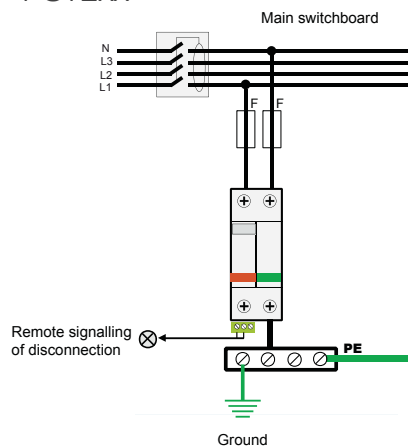 Main switchboard
N
L3
L2
L1
F F
Remote signalling
of disconnection
PE
Ground